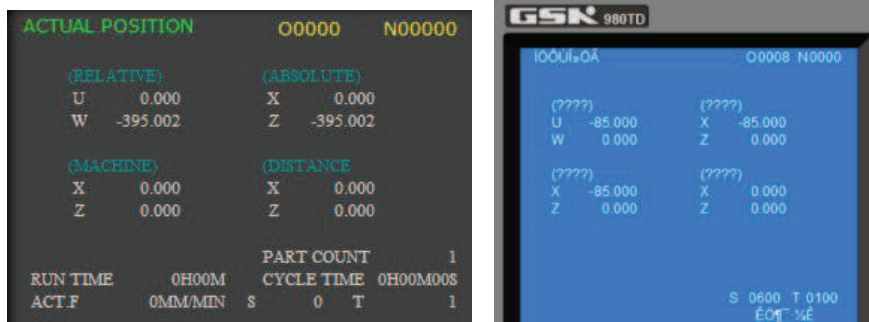 ACTUAL POSITION O0000 N00000
(RELATIVE) (ABSOLUTE)
U 0.000 X 0.000
W -395.002 Z -395.002
(MACHINE) (DISTANCE
X 0.000 X 0.000
Z 0.000 Z 0.000
PART COUNT 1
RUN TIME 0H00M CYCLE TIME 0H00M00S
ACT.F 0MM/MIN S 0 T 1
GSK 980TD
O0008 N0000
(????) (????)
U -85.000 X -85.000
W 0.000 Z 0.000
(????) (????)
X -85.000 X 0.000
Z 0.000 Z 0.000
S 0600 T 0100